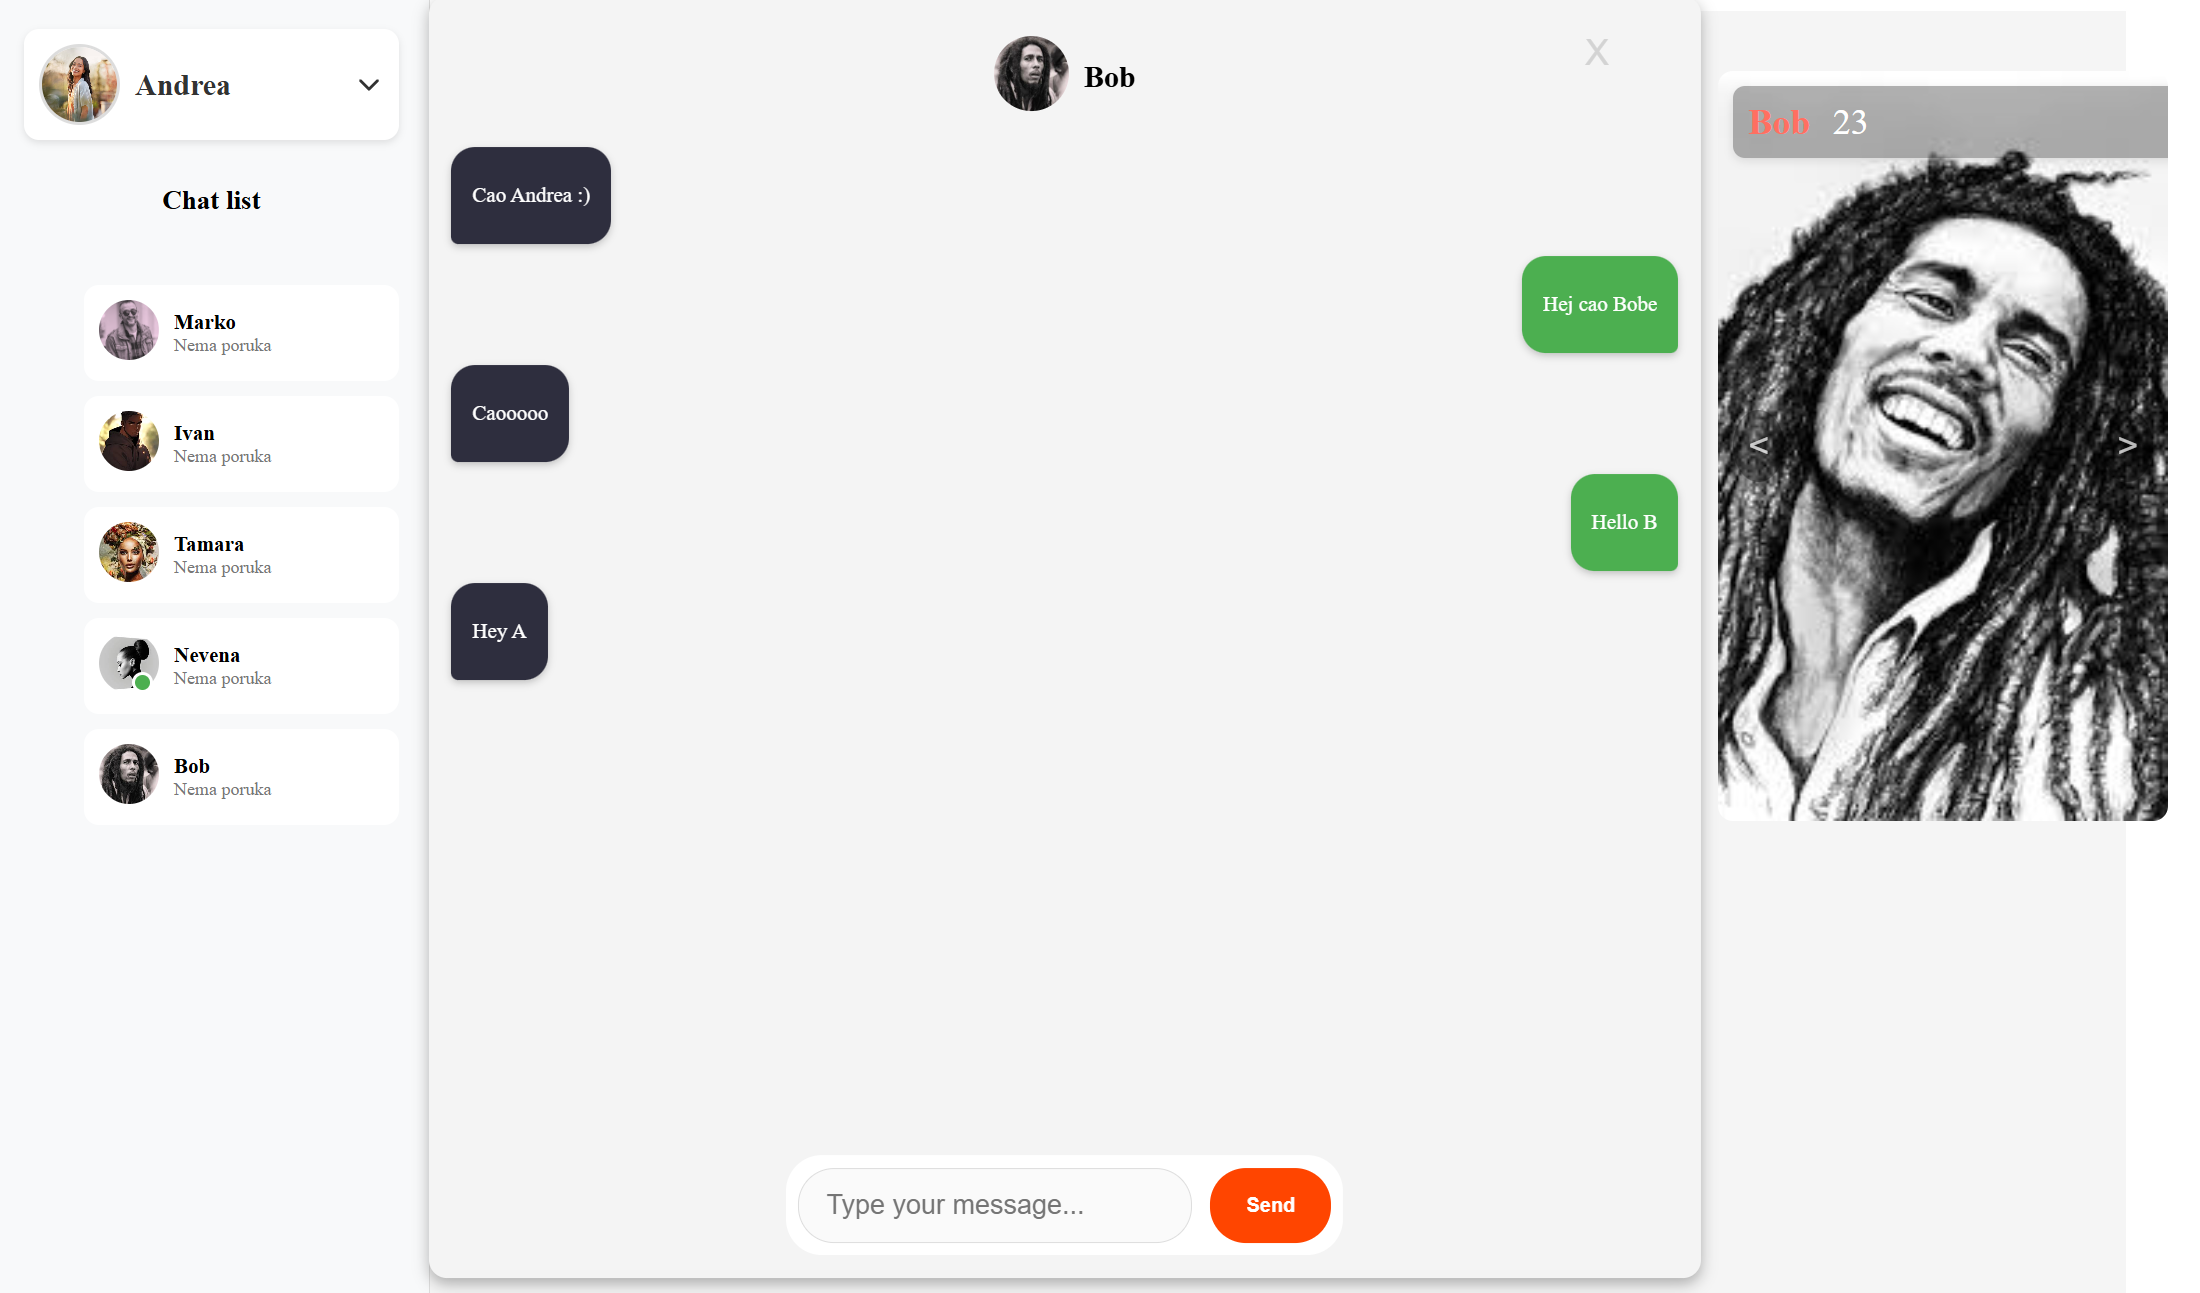 Andrea
Chat list
Marko
Nema poruka
Ivan
Nema poruka
Tamara
Nema poruka
Nevena
Nema poruka
Bob
Nema poruka
Bob
X
Cao Andrea :)
Hej cao Bobe
Caooooo
Hello B
Hey A
Type your message...
Send
Bob 23
< >